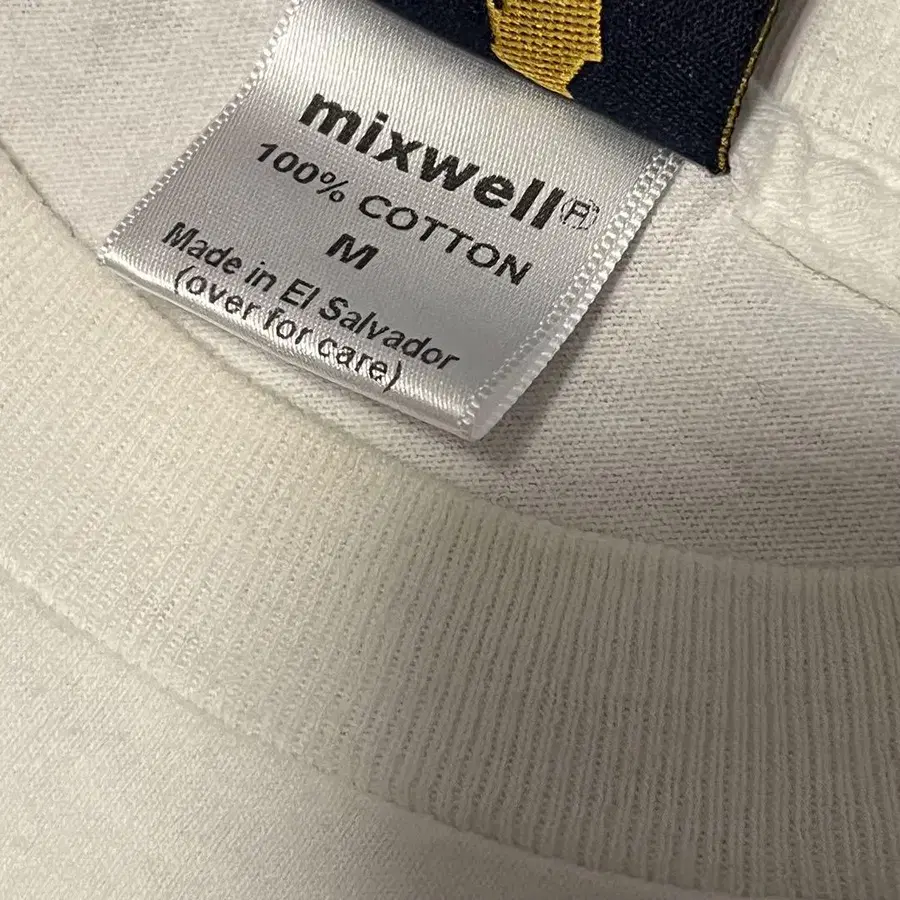 mixwell®
100% COTTON
M
Made in El Salvador
(over for care)